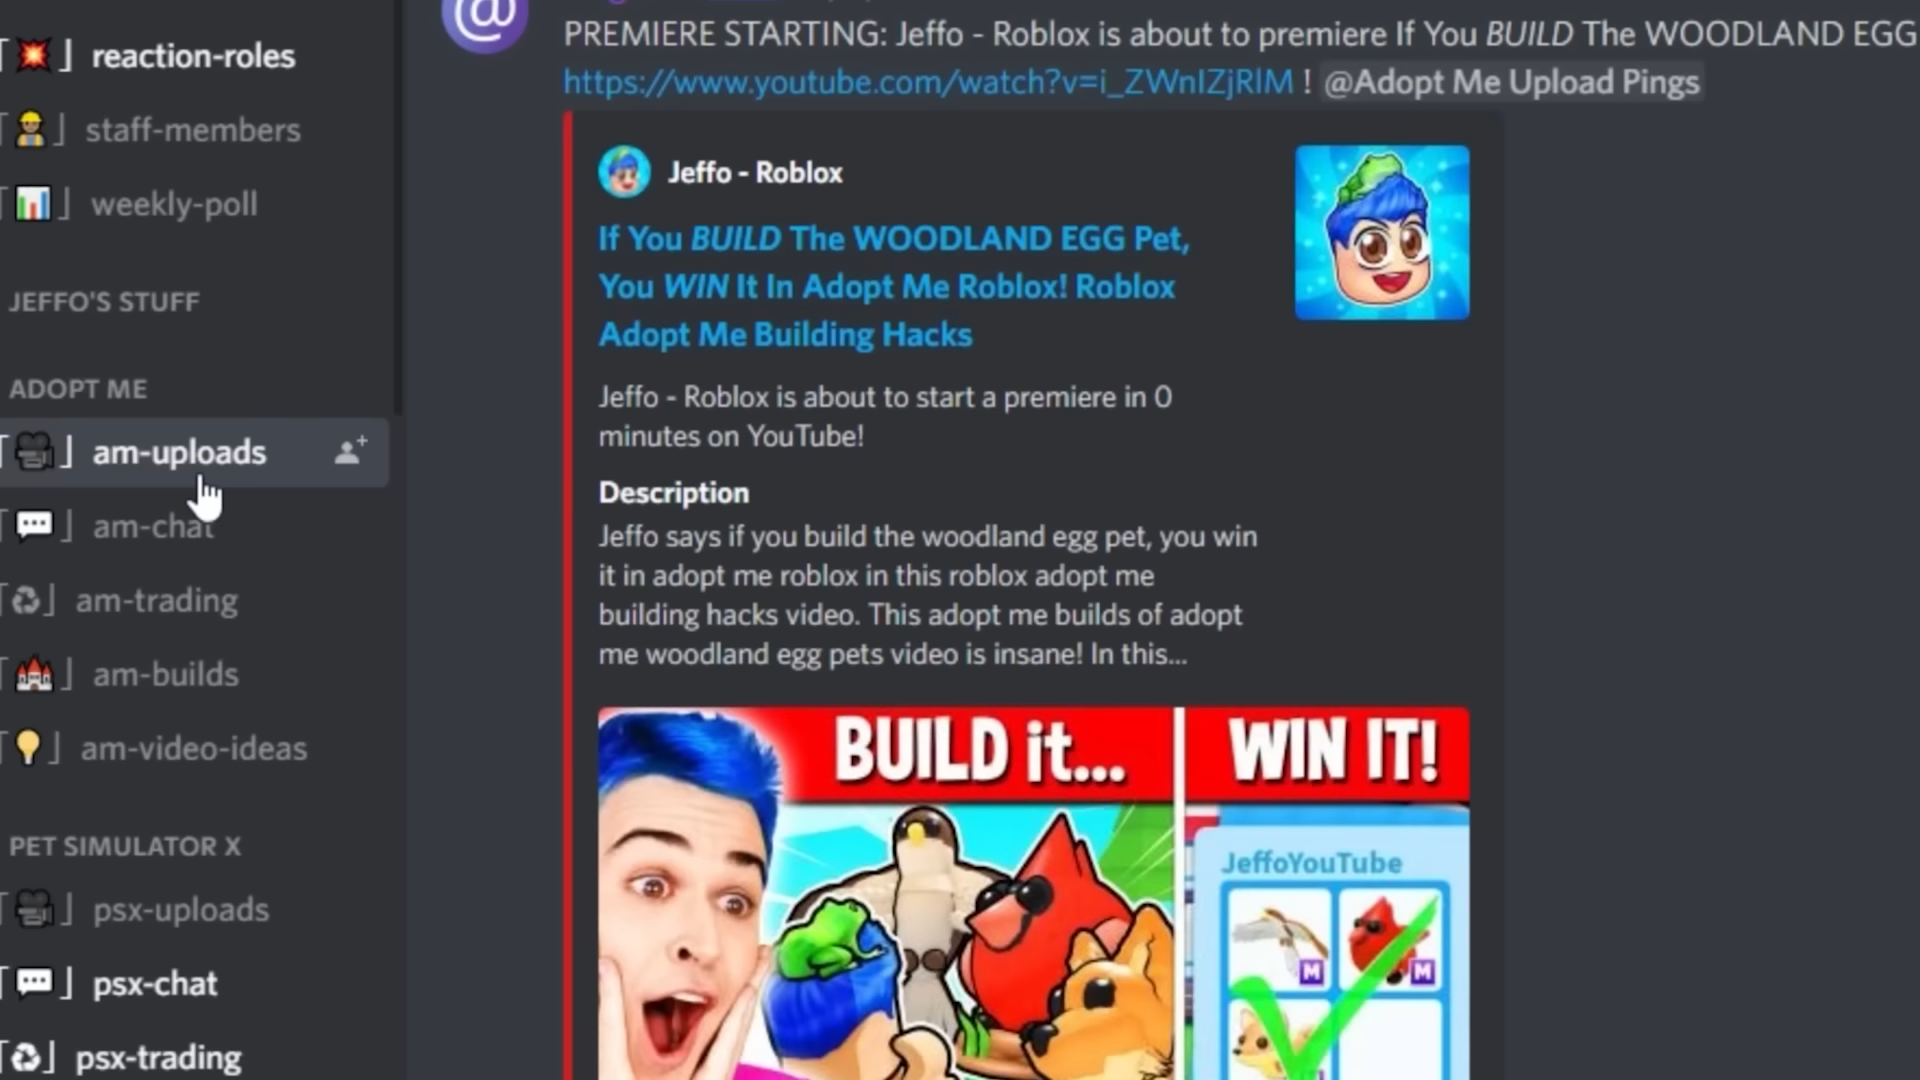 reaction-roles
staff-members
weekly-poll
JEFFO'S STUFF
ADOPT ME
am-uploads
am-chat
am-trading
am-builds
am-video-ideas
PET SIMULATOR X
psx-uploads
psx-chat
psx-trading
PREMIERE STARTING: Jeffo - Roblox is about to premiere If You BUILD The WOODLAND EGG
https://www.youtube.com/watch?v=i_ZWnIZjRlM ! @Adopt Me Upload Pings
Jeffo - Roblox
If You BUILD The WOODLAND EGG Pet,
You WIN It In Adopt Me Roblox! Roblox
Adopt Me Building Hacks
Jeffo - Roblox is about to start a premiere in 0
minutes on YouTube!
Description
Jeffo says if you build the woodland egg pet, you win
it in adopt me roblox in this roblox adopt me
building hacks video. This adopt me builds of adopt
me woodland egg pets video is insane! In this...
BUILD it...
WIN IT!
JeffoYouTube
M
M